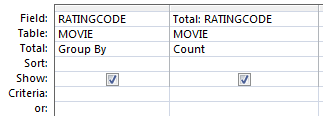 Field: RATINGCODE Total: RATINGCODE
Table: MOVIE MOVIE
Total: Group By Count
Sort:
Show:
Criteria:
or: